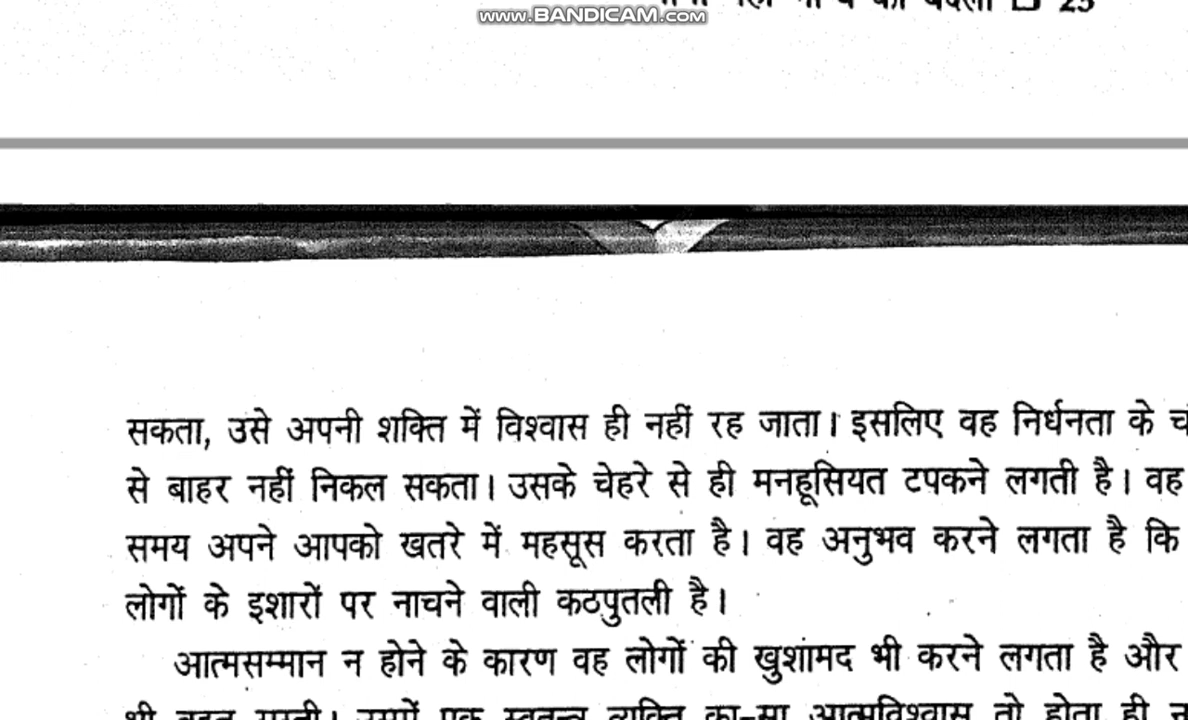 www.BANDICAM.com
25
सकता, उसे अपनी शक्ति में विश्वास ही नहीं रह जाता। इसलिए वह निर्धनता के
से बाहर नहीं निकल सकता। उसके चेहरे से ही मनहूसियत टपकने लगती है। वह
समय अपने आपको खतरे में महसूस करता है। वह अनुभव करने लगता है कि
लोगों के इशारों पर नाचने वाली कठपुतली है।
आत्मसम्मान न होने के कारण वह लोगों की खुशामद भी करने लगता है और